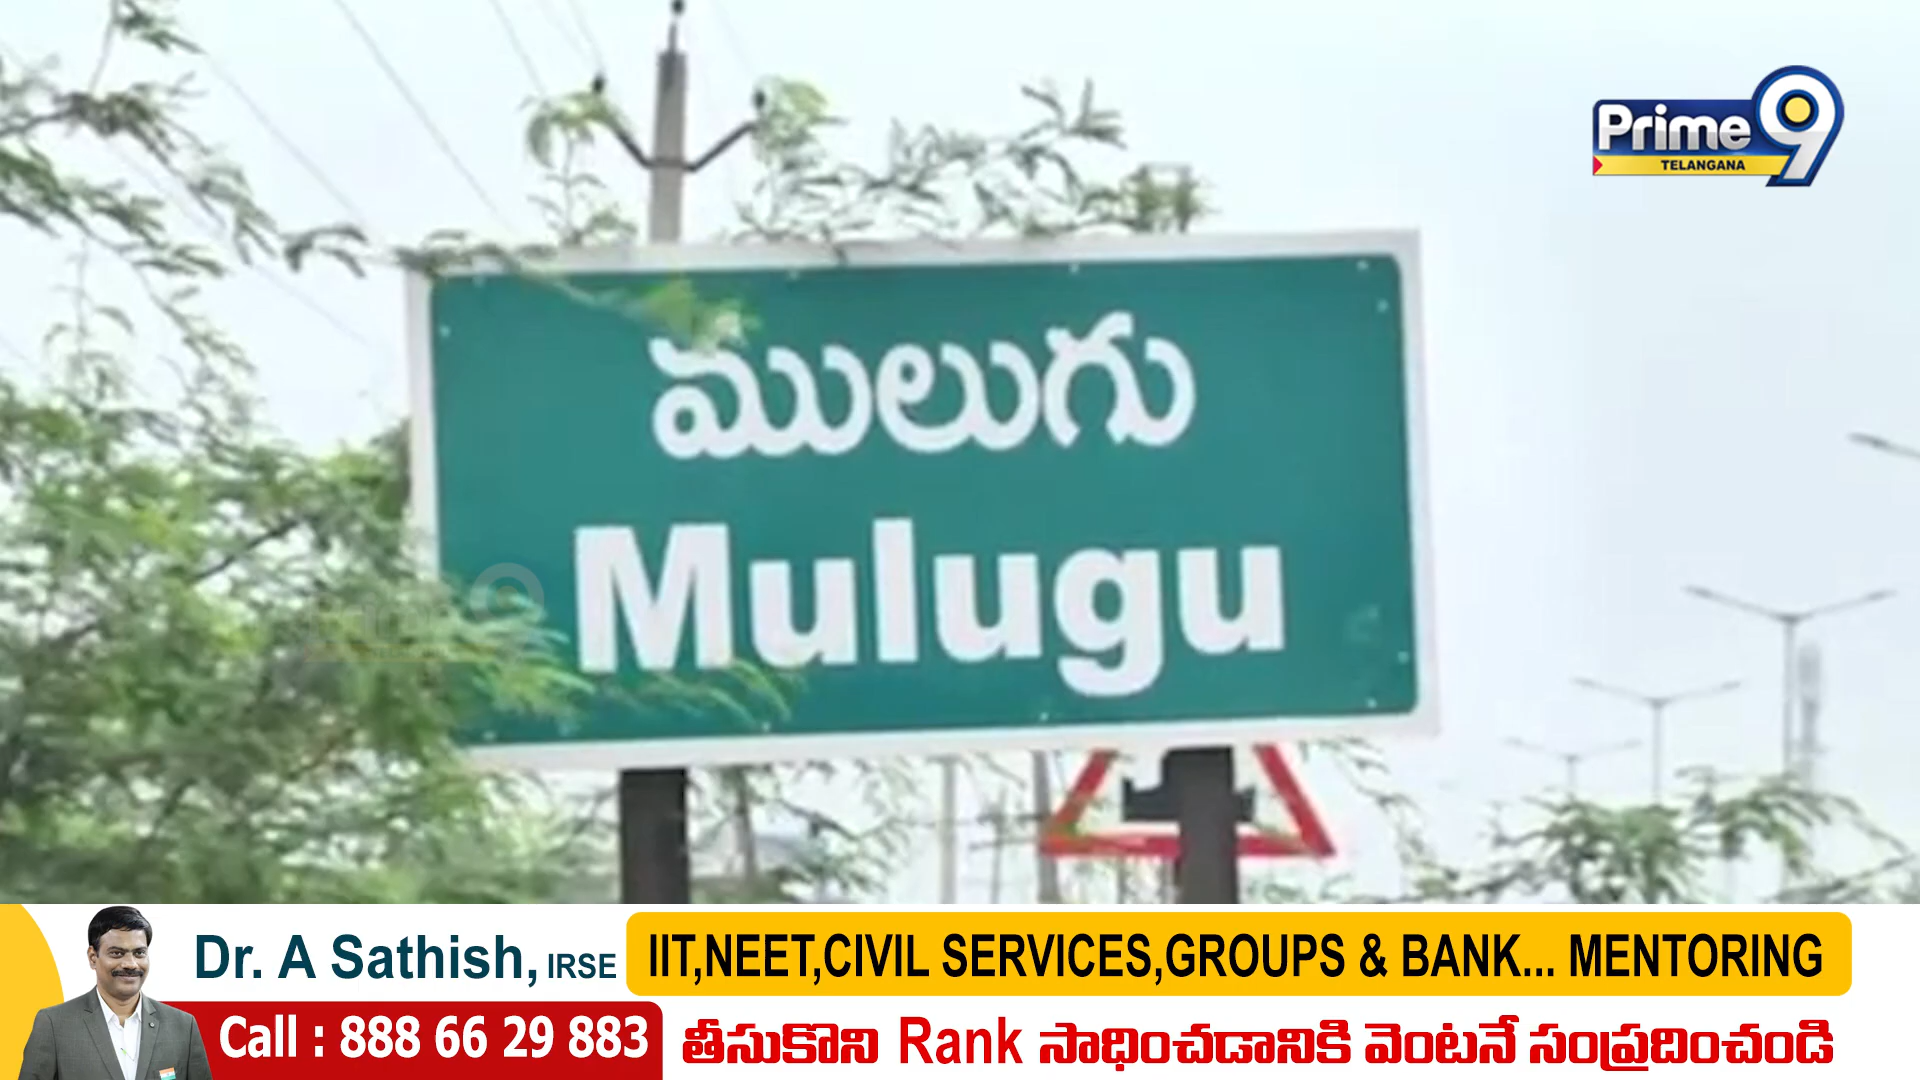 Prime9
TELANGANA
ములుగు
Mulugu
Dr. A Sathish, IRSE
IIT,NEET,CIVIL SERVICES,GROUPS & BANK... MENTORING
Call : 888 66 29 883
తీసుకొని Rank సాధించడానికి వెంటనే సంప్రదించండి